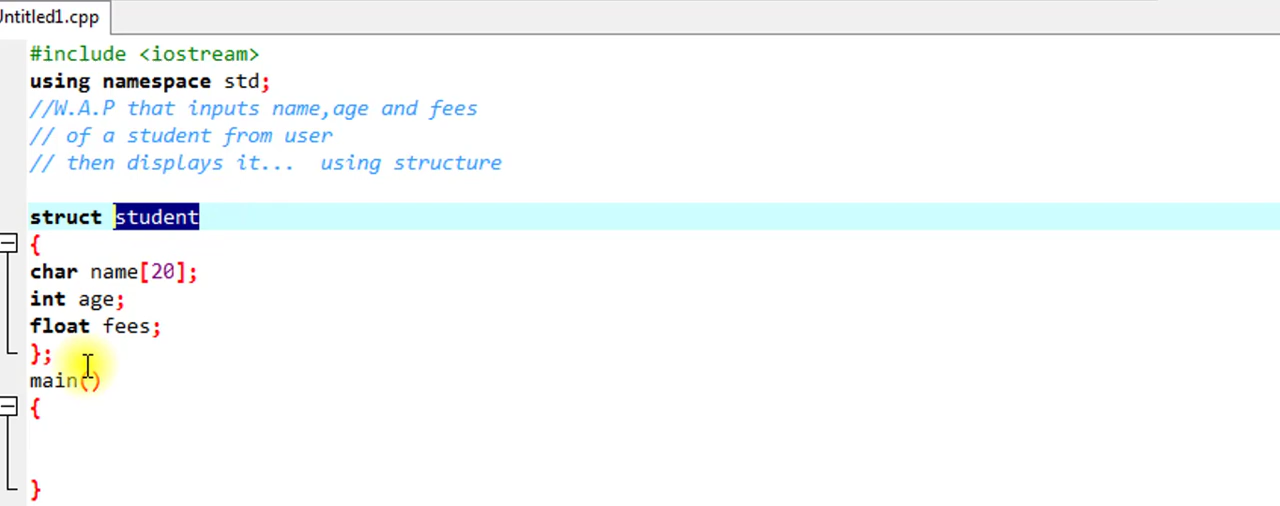 Untitled1.cpp
#include <iostream>
using namespace std;
//W.A.P that inputs name,age and fees
// of a student from user
// then displays it...  using structure
struct student
{
char name[20];
int age;
float fees;
};
main()
{
}